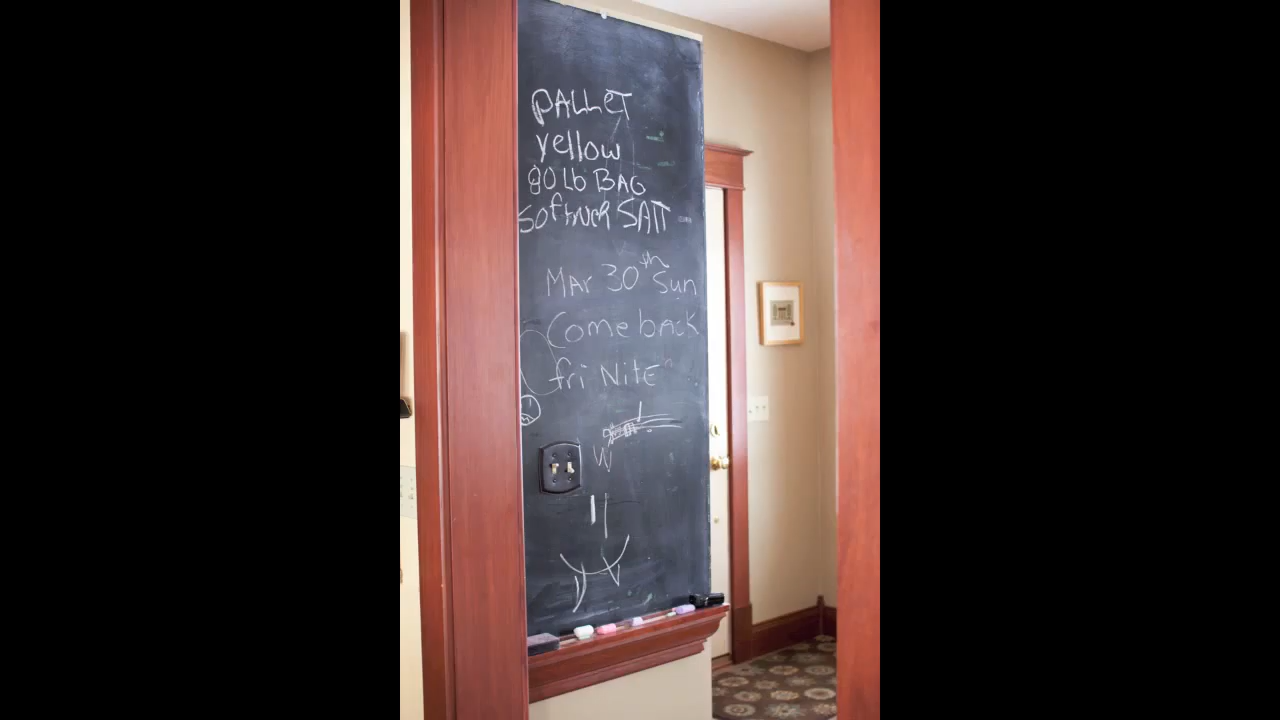 PALLET
yellow
80 Lb BAG
Softner SAlT
MAr 30th Sun
Come back
fri NitE
W